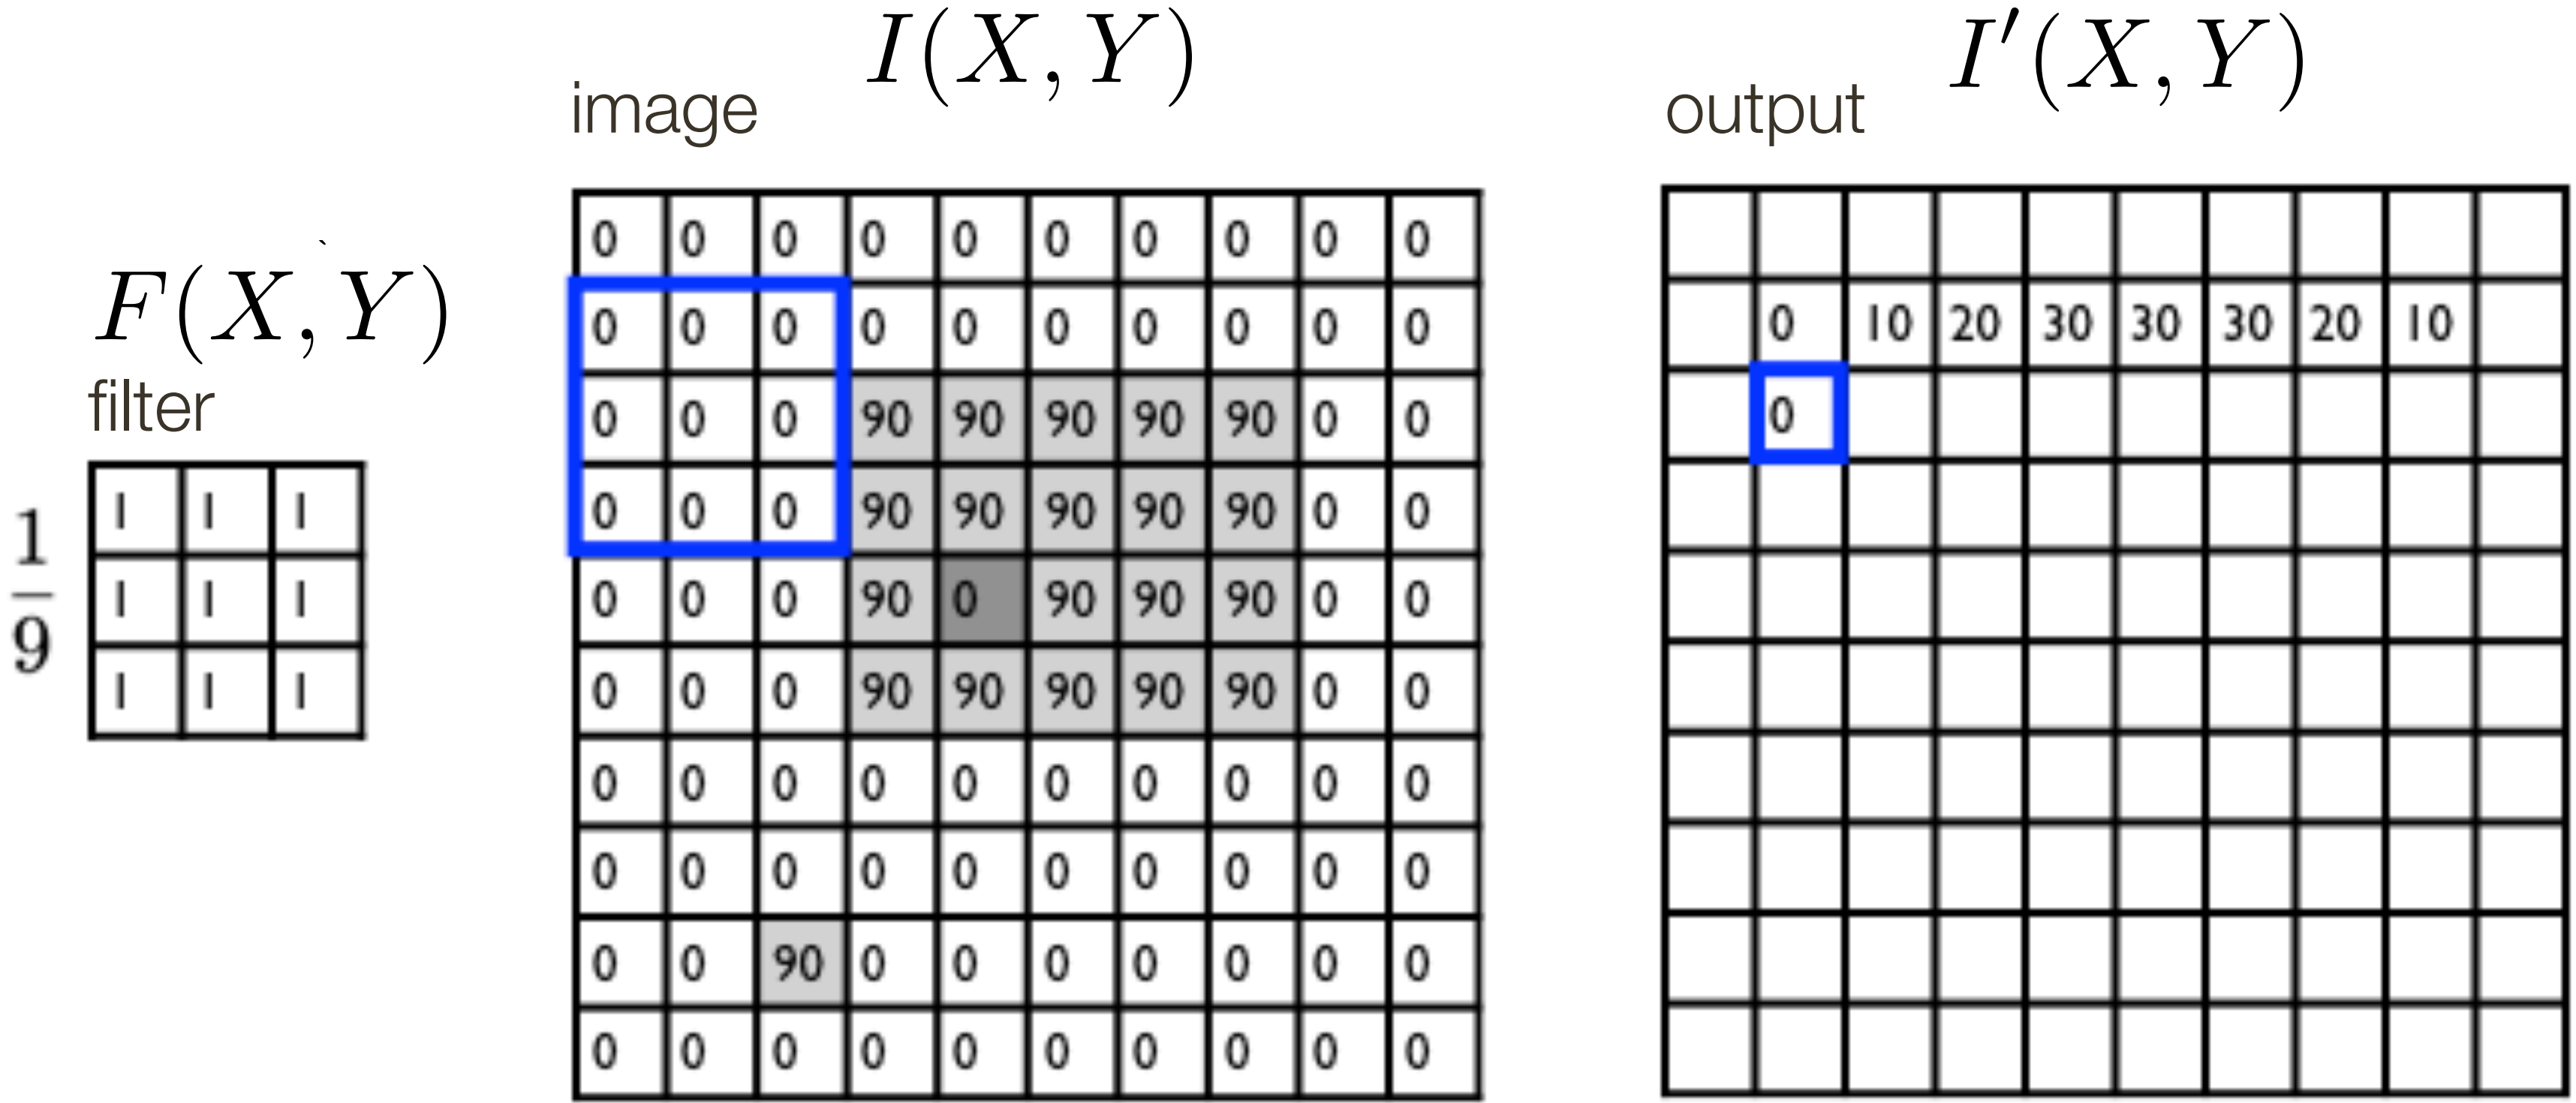 I(X, Y)
I′(X, Y)
image
output
F(X, Y)
filter
1/9
1 1 1
1 1 1
1 1 1
0 0 0 0 0 0 0 0 0 0
0 0 0 0 0 0 0 0 0 0
0 0 0 90 90 90 90 90 0 0
0 0 0 90 90 90 90 90 0 0
0 0 0 90 0 90 90 90 0 0
0 0 0 90 90 90 90 90 0 0
0 0 0 0 0 0 0 0 0 0
0 0 0 0 0 0 0 0 0 0
0 0 90 0 0 0 0 0 0 0
0 0 0 0 0 0 0 0 0 0
0 10 20 30 30 30 20 10
0